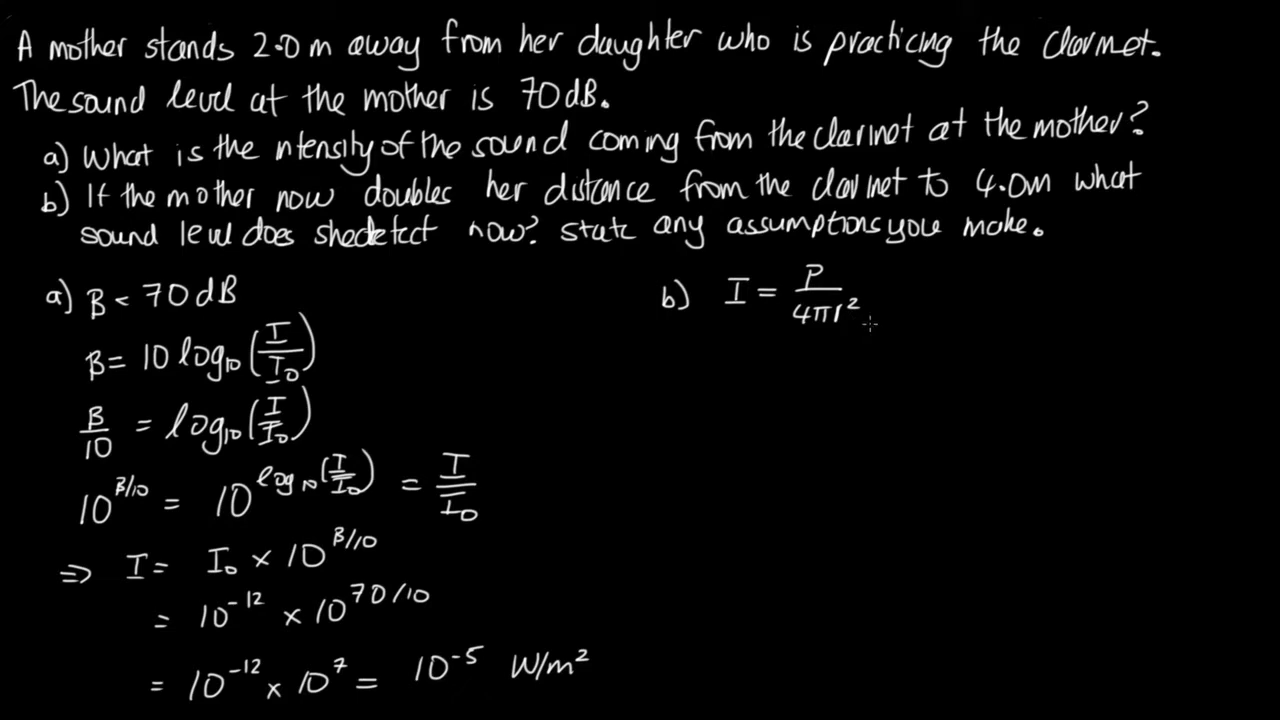 A mother stands 2.0 m away from her daughter who is practicing the clarinet.
The sound level at the mother is 70 dB.
a) What is the intensity of the sound coming from the clarinet at the mother?
b) If the mother now doubles her distance from the clarinet to 4.0m what
sound level does she detect now? state any assumptions you make.
a) β = 70 dB
β = 10 log₁₀ (I/I₀)
β/10 = log₁₀ (I/I₀)
10^(β/10) = 10^(log₁₀ (I/I₀)) = I/I₀
⇒ I = I₀ × 10^(β/10)
= 10⁻¹² × 10^(70/10)
= 10⁻¹² × 10⁷ = 10⁻⁵ W/m²
b) I = P/4πr²